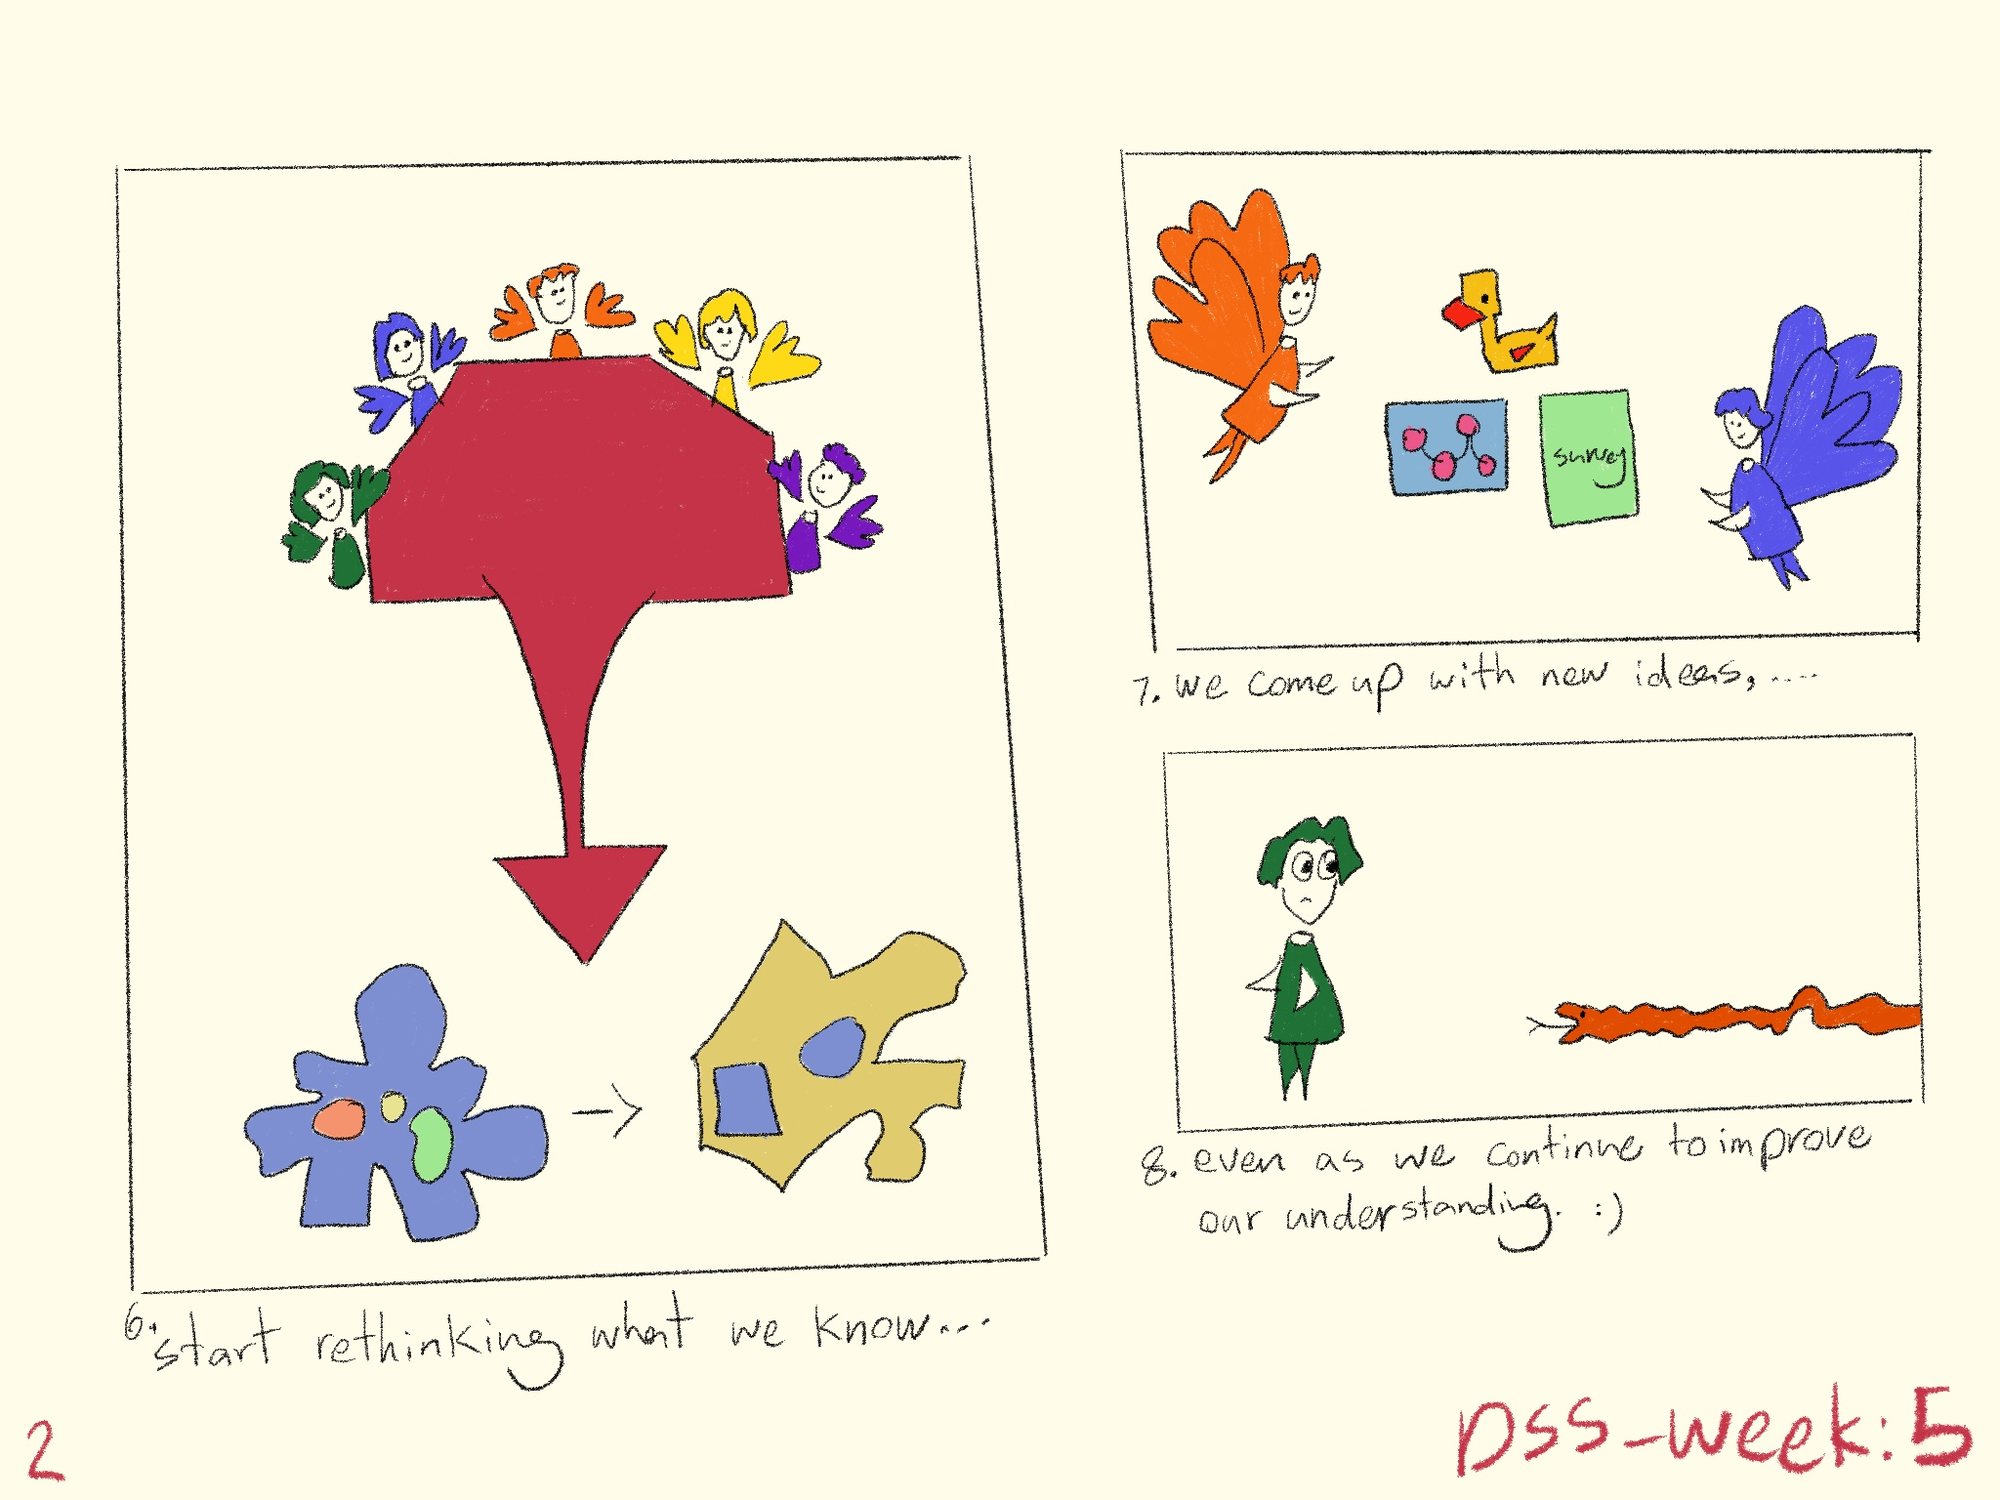 6. start rethinking what we know...
survey
7. we come up with new ideas, ....
8. even as we continue to improve
our understanding. :)
2
DSS-week: 5